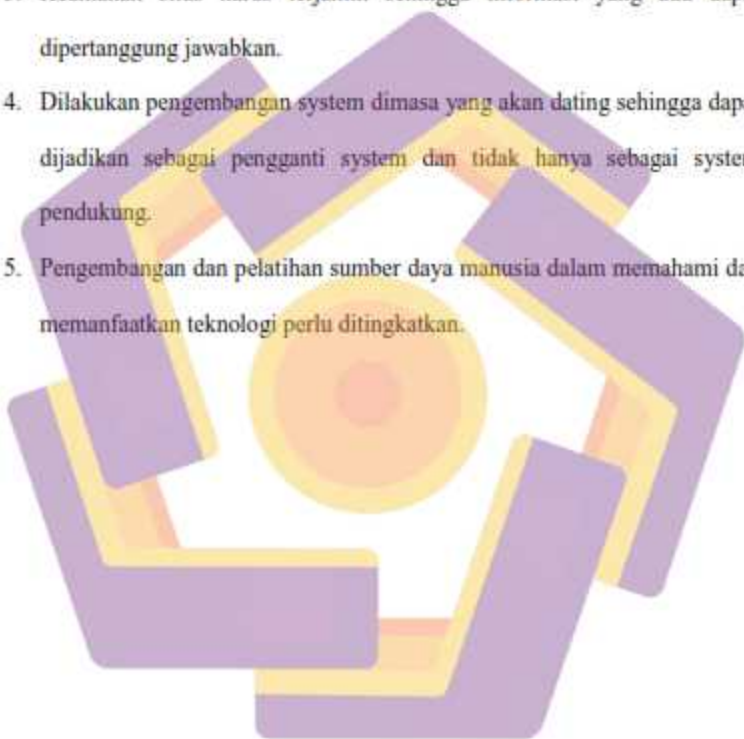 dipertanggung jawabkan.
4. Dilakukan pengembangan system dimasa yang akan dating sehingga dap
dijadikan sebagai pengganti system dan tidak hanya sebagai syster
pendukung.
5. Pengembangan dan pelatihan sumber daya manusia dalam memahami da
memanfaatkan teknologi perlu ditingkatkan.